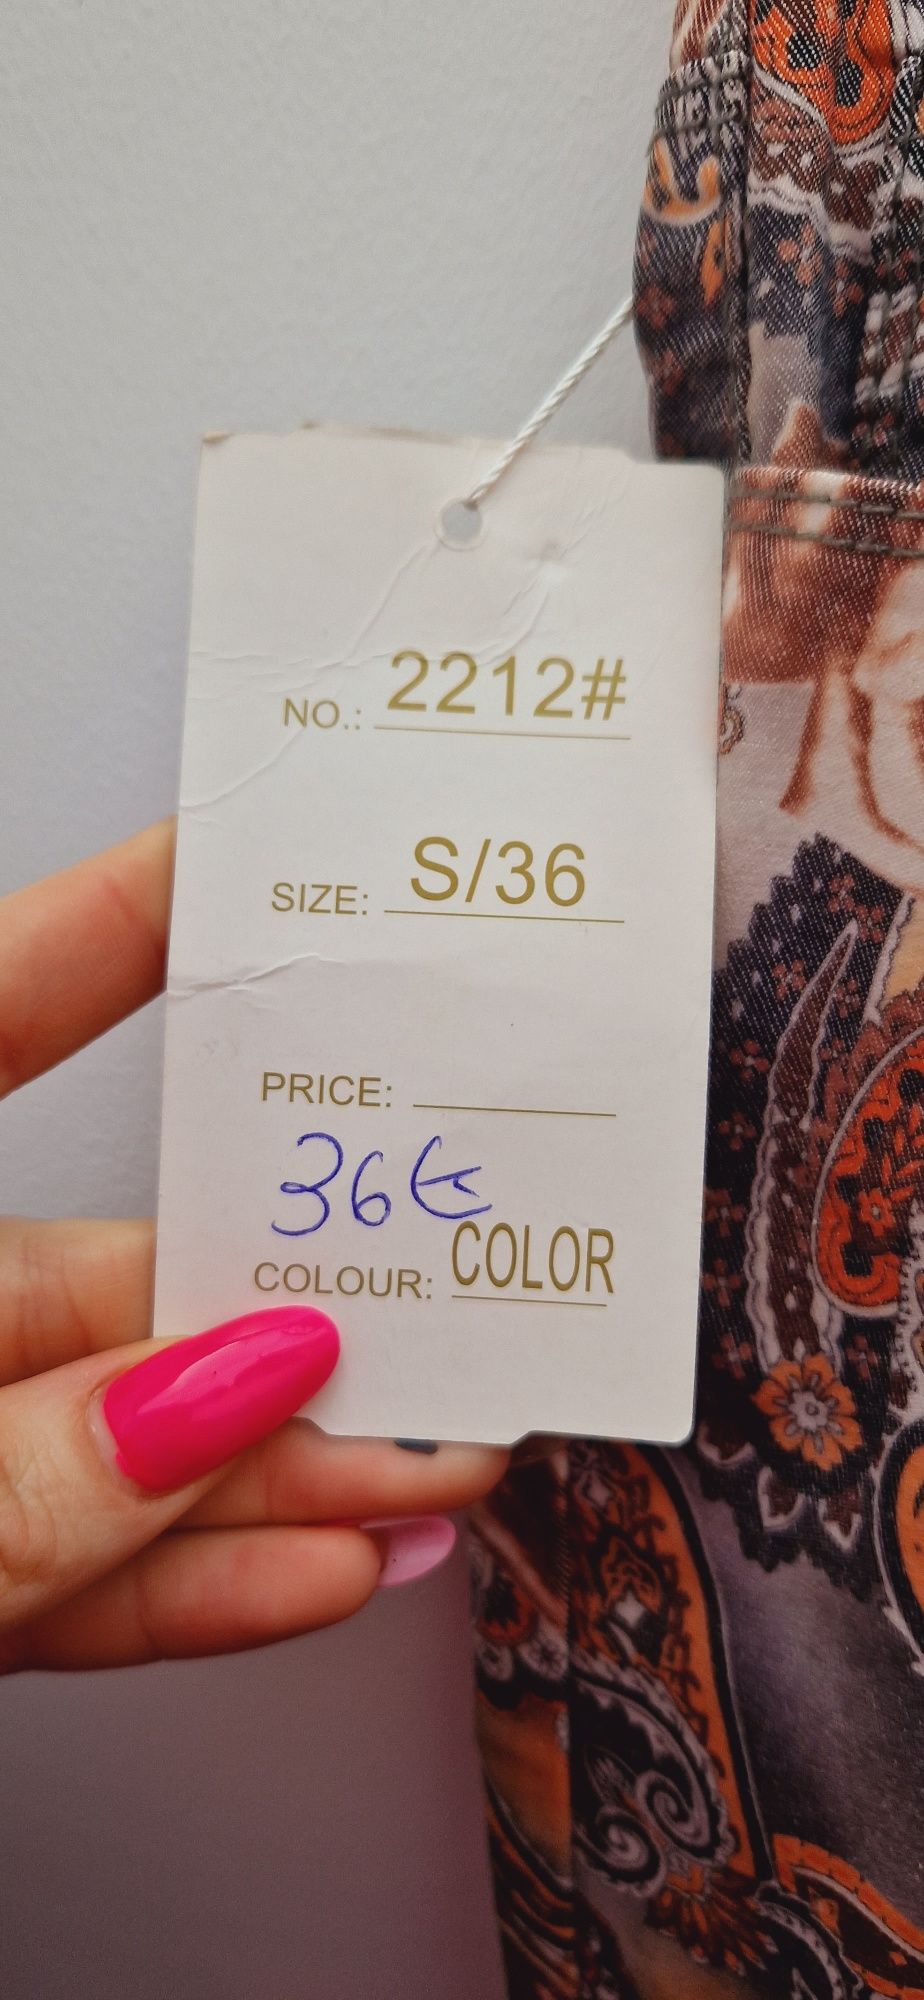 NO.: 2212#
SIZE: S/36
PRICE:
36€
COLOUR: COLOR